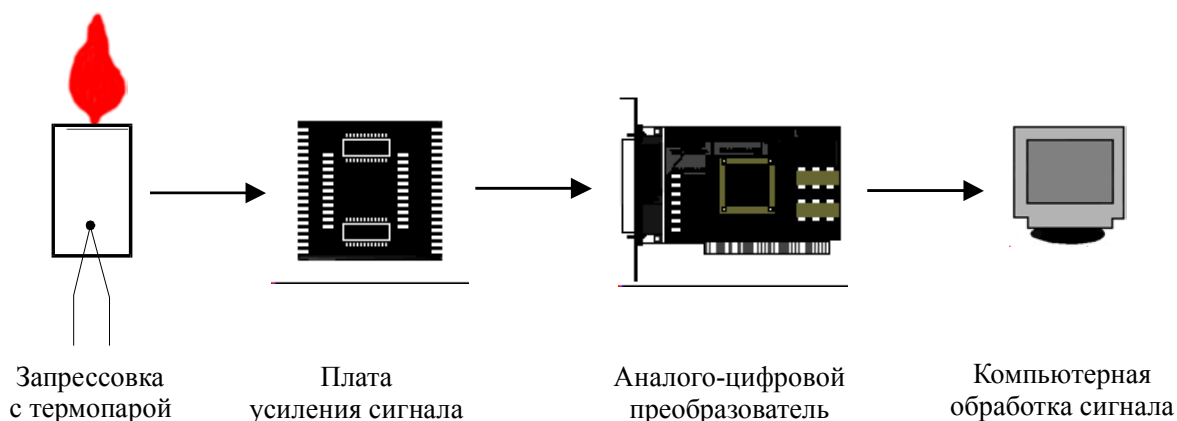 Запрессовка
с термопарой
Плата
усиления сигнала
Аналого-цифровой
преобразователь
Компьютерная
обработка сигнала